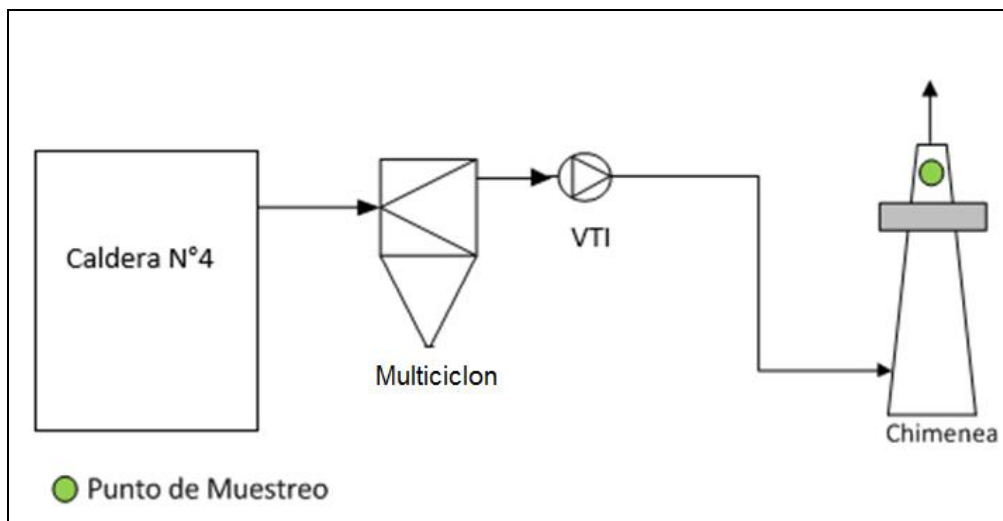 Caldera N°4
VTI
Multiciclon
Chimenea
Punto de Muestreo